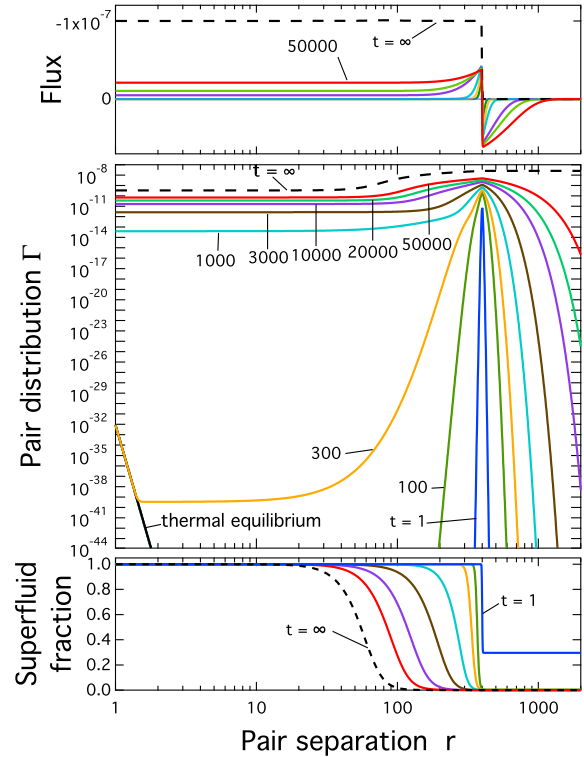 -1x10⁻⁷
50000
t = ∞
Flux
0
10⁻⁸
t = ∞
10⁻¹¹
10⁻¹⁴
1000
3000
10000
20000
50000
10⁻¹⁷
10⁻²⁰
10⁻²³
10⁻²⁶
10⁻²⁹
10⁻³²
10⁻³⁵
10⁻³⁸
10⁻⁴¹
10⁻⁴⁴
Pair distribution Γ
300
100
t = 1
thermal equilibrium
1.0
0.8
0.6
0.4
0.2
0.0
Superfluid
fraction
t = 1
t = ∞
1
10
100
1000
Pair separation r